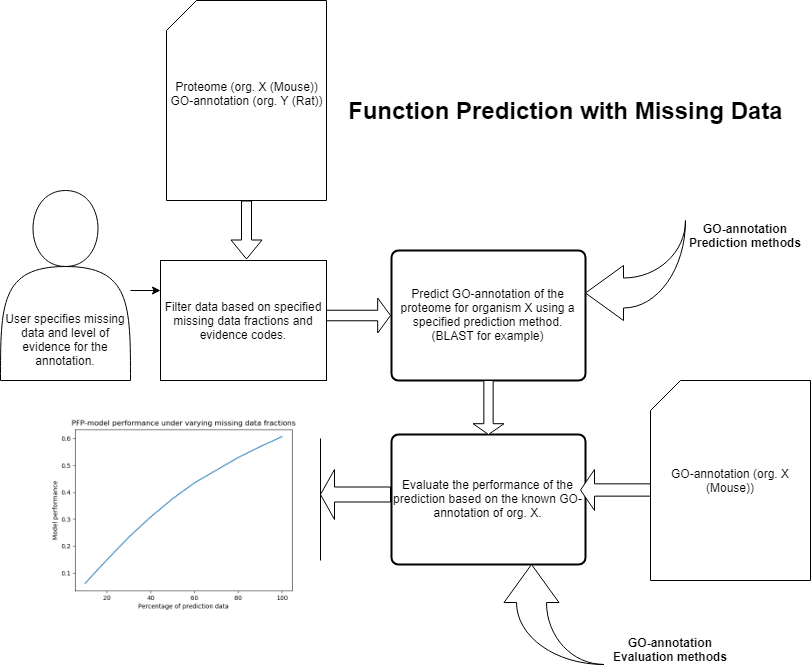 Proteome (org. X (Mouse))
GO-annotation (org. Y (Rat))
Function Prediction with Missing Data
GO-annotation
Prediction methods
User specifies missing
data and level of
evidence for the
annotation.
Filter data based on specified
missing data fractions and
evidence codes.
Predict GO-annotation of the
proteome for organism X using a
specified prediction method.
(BLAST for example)
PFP-model performance under varying missing data fractions
Model performance
0.6
0.5
0.4
0.3
0.2
0.1
20 40 60 80 100
Percentage of prediction data
Evaluate the performance of the
prediction based on the known GO-
annotation of org. X.
GO-annotation (org. X
(Mouse))
GO-annotation
Evaluation methods